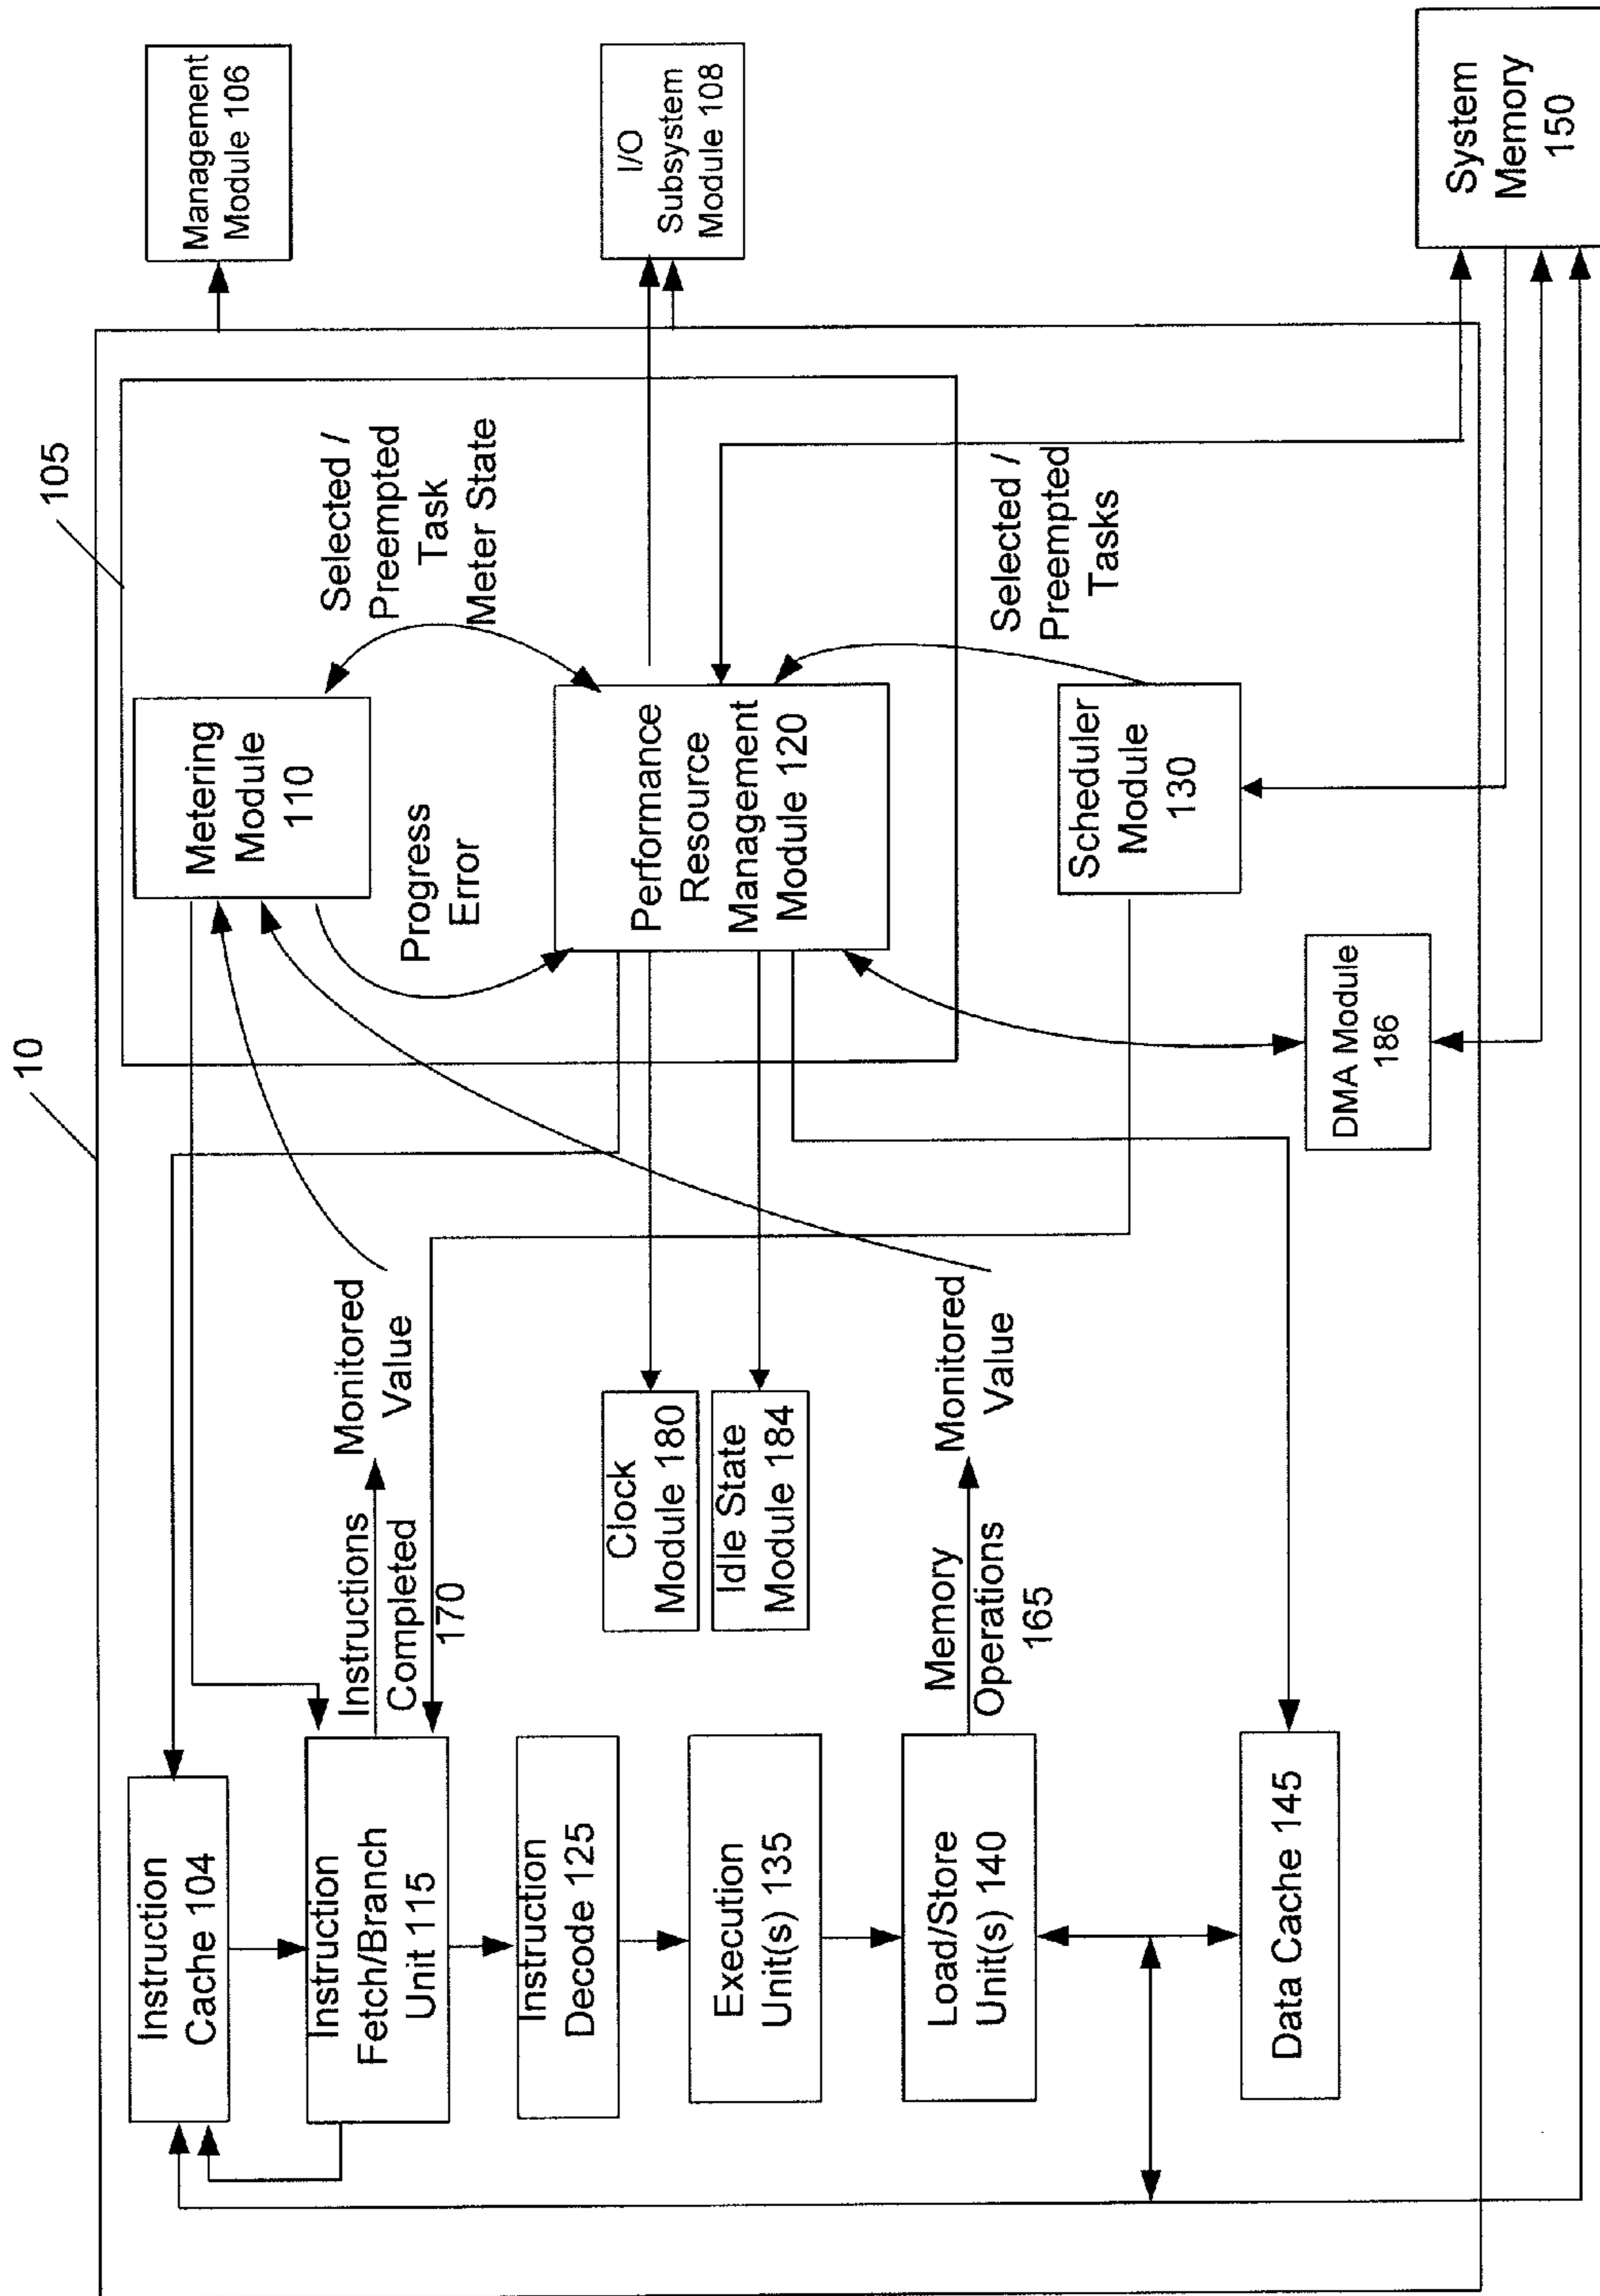 10
105
Instruction
Cache 104
Instruction
Fetch/Branch
Unit 115
Instruction
Decode 125
Execution
Unit(s) 135
Load/Store
Unit(s) 140
Data Cache 145
Instructions
Completed
170
Monitored
Value
Clock
Module 180
Idle State
Module 184
Memory
Operations
165
Monitored
Value
Metering
Module
110
Progress
Error
Selected /
Preempted
Task
Meter State
Performance
Resource
Management
Module 120
Selected /
Preempted
Tasks
Scheduler
Module
130
DMA Module
186
Management
Module 106
I/O
Subsystem
Module 108
System
Memory
150